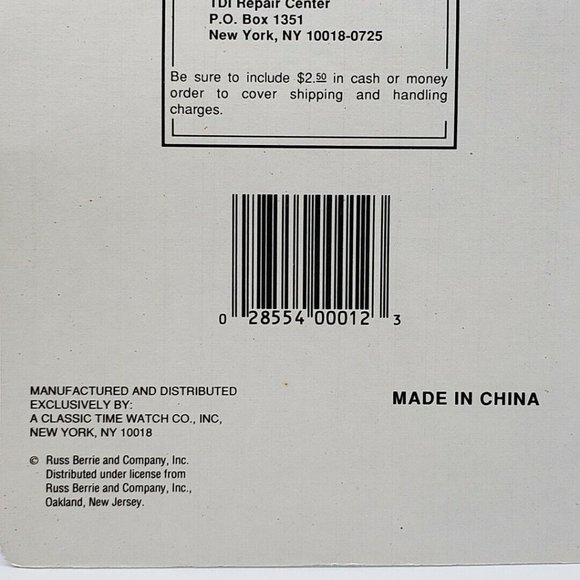 TDI Repair Center
P.O. Box 1351
New York, NY 10018-0725
Be sure to include $2.50 in cash or money
order to cover shipping and handling
charges.
0 28554 00012 3
MANUFACTURED AND DISTRIBUTED
EXCLUSIVELY BY:
A CLASSIC TIME WATCH CO., INC,
NEW YORK, NY 10018
MADE IN CHINA
© Russ Berrie and Company, Inc.
Distributed under license from
Russ Berrie and Company, Inc.,
Oakland, New Jersey.